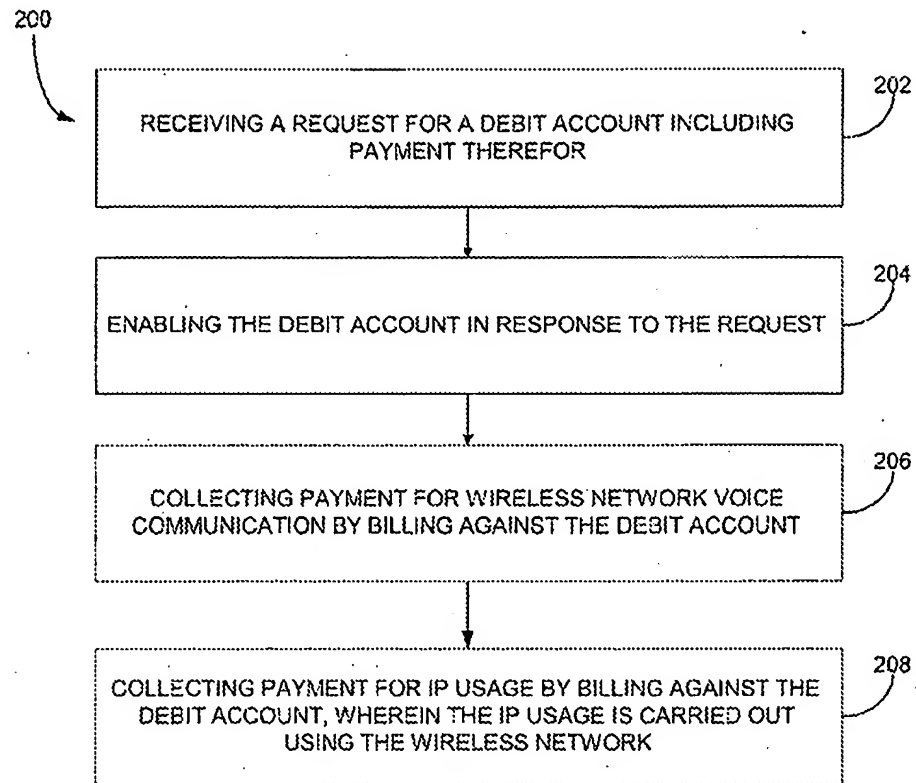 200
202
RECEIVING A REQUEST FOR A DEBIT ACCOUNT INCLUDING
PAYMENT THEREFOR
204
ENABLING THE DEBIT ACCOUNT IN RESPONSE TO THE REQUEST
206
COLLECTING PAYMENT FOR WIRELESS NETWORK VOICE
COMMUNICATION BY BILLING AGAINST THE DEBIT ACCOUNT
208
COLLECTING PAYMENT FOR IP USAGE BY BILLING AGAINST THE
DEBIT ACCOUNT, WHEREIN THE IP USAGE IS CARRIED OUT
USING THE WIRELESS NETWORK